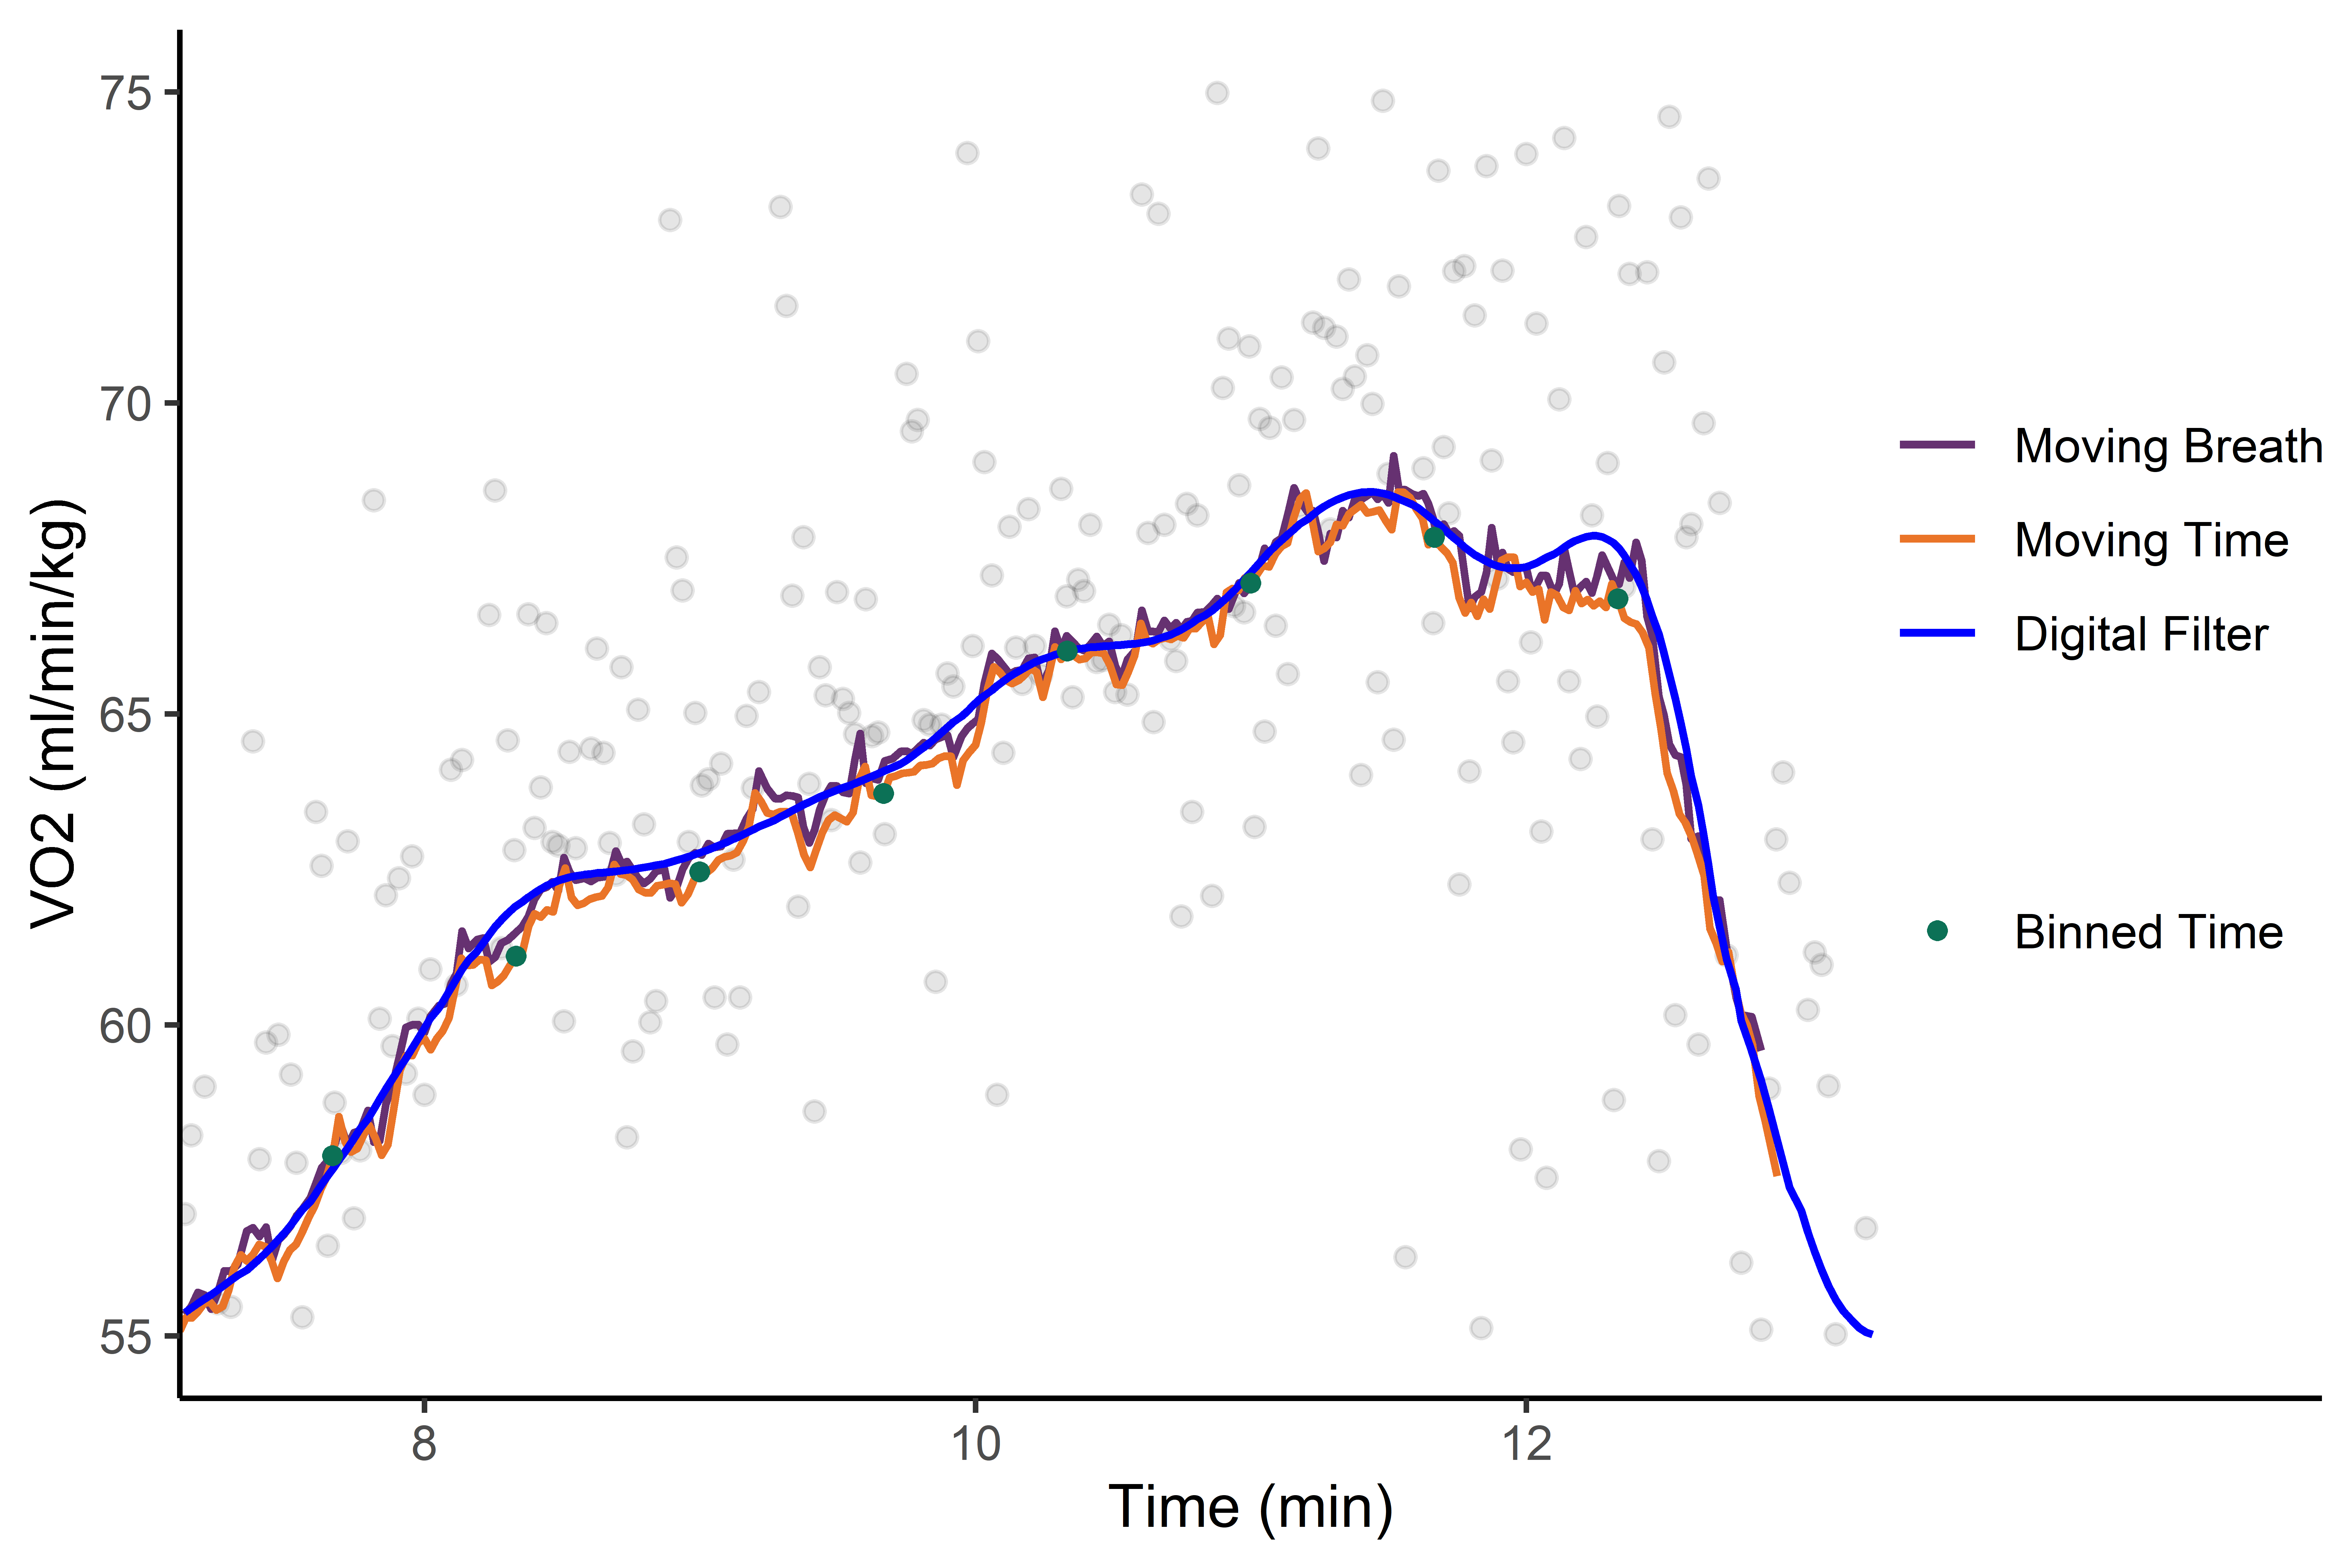 75
70
65
60
55
VO2 (ml/min/kg)
8
10
12
Time (min)
Moving Breath
Moving Time
Digital Filter
Binned Time